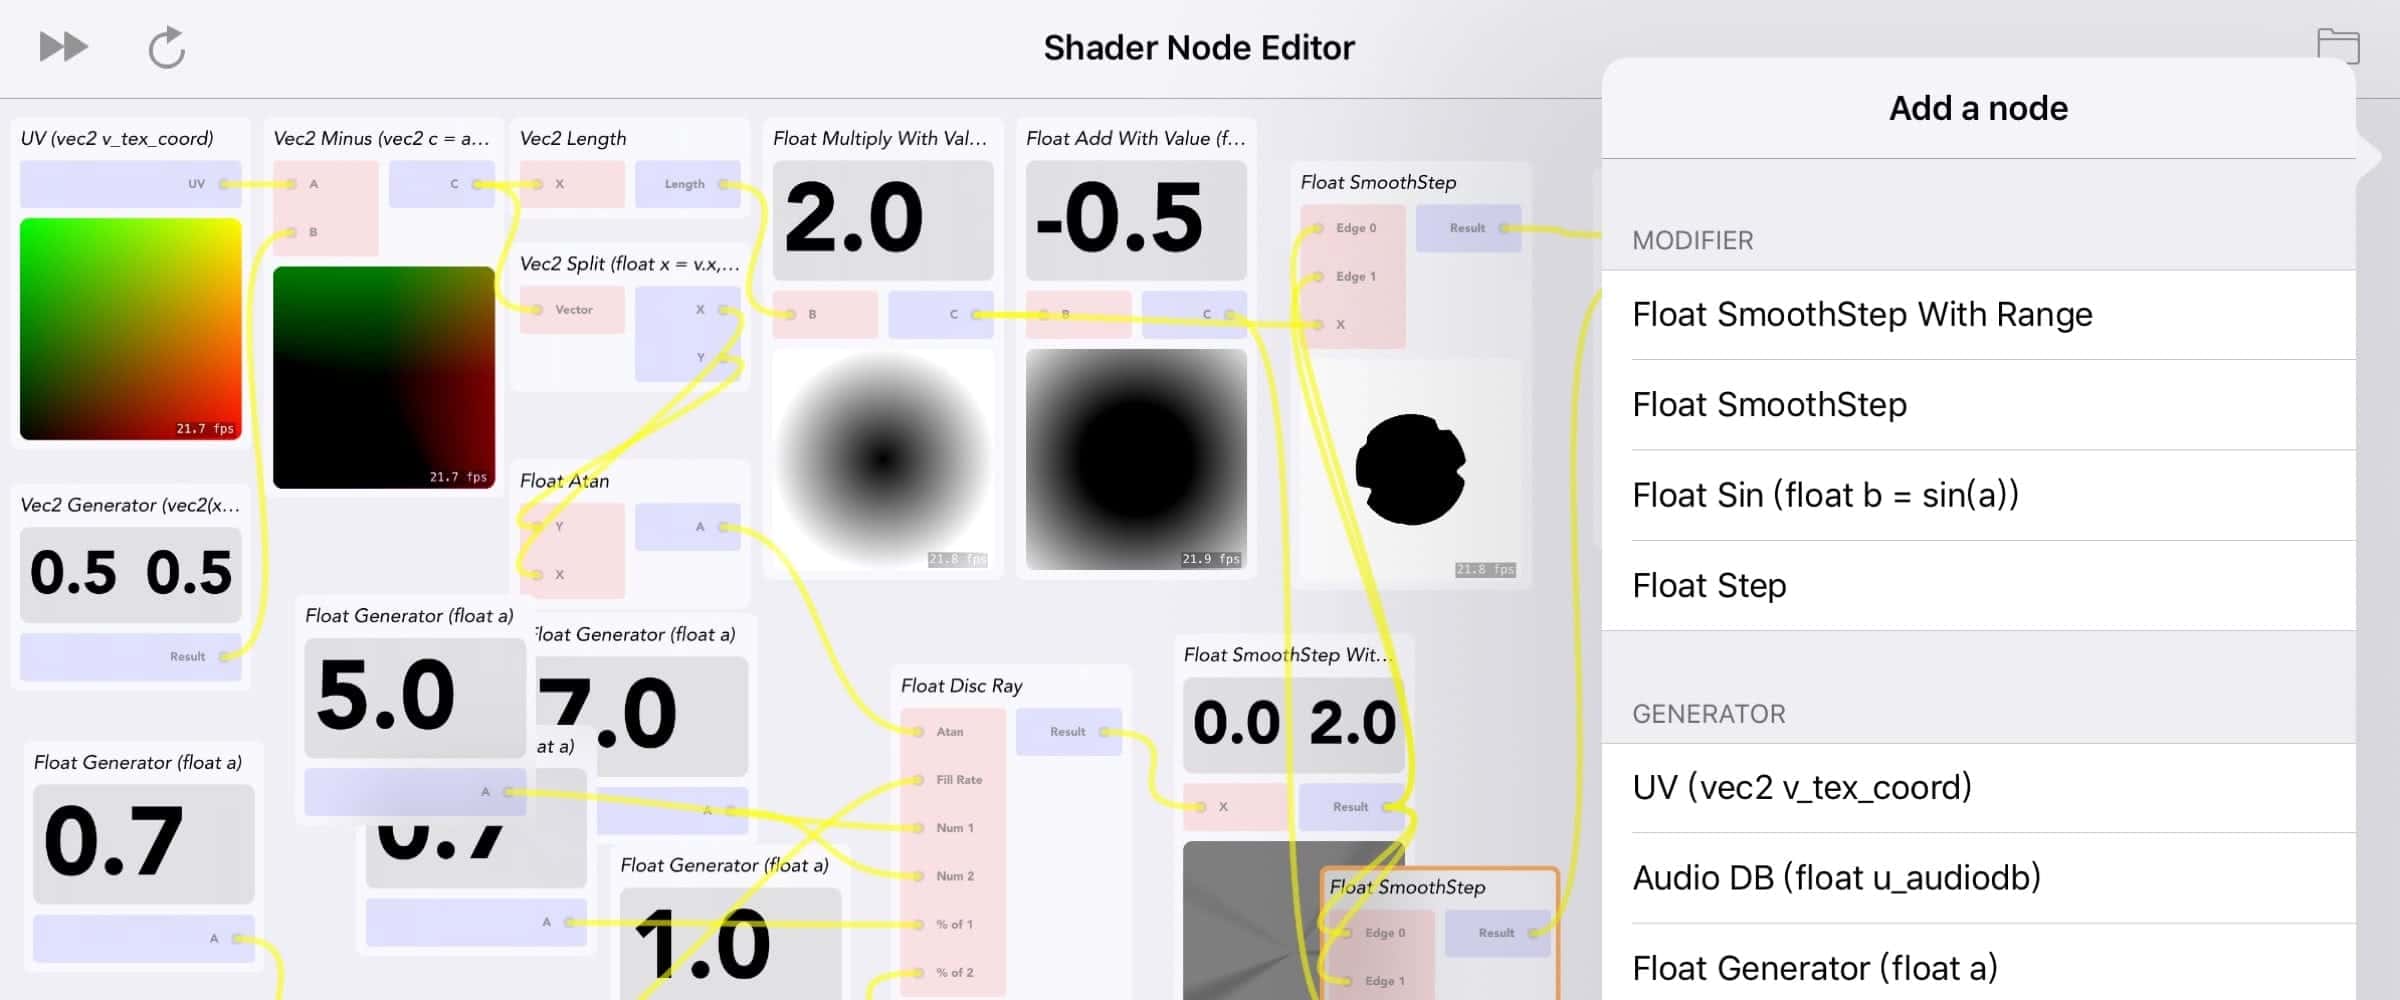 Shader Node Editor
UV (vec2 v_tex_coord)
UV
21.7 fps
Vec2 Minus (vec2 c = a...
A
C
B
21.7 fps
Vec2 Length
X
Length
Vec2 Split (float x = v.x,...
Vector
X
Y
Float Multiply With Val...
2.0
B
C
21.8 fps
Float Add With Value (f...
-0.5
B
C
21.9 fps
Float SmoothStep
Edge 0
Result
Edge 1
X
21.8 fps
Vec2 Generator (vec2(x...
0.5 0.5
Result
Float Atan
Y
A
X
Float Generator (float a)
5.0
A
Float Generator (float a)
7.0
A
Float Generator (float a)
0.7
A
at a)
0.7
A
Float Generator (float a)
1.0
Float Disc Ray
Atan
Result
Fill Rate
Num 1
Num 2
% of 1
% of 2
Float SmoothStep Wit...
0.0 2.0
X
Result
Float SmoothStep
Edge 0
Result
Edge 1
Add a node
MODIFIER
Float SmoothStep With Range
Float SmoothStep
Float Sin (float b = sin(a))
Float Step
GENERATOR
UV (vec2 v_tex_coord)
Audio DB (float u_audiodb)
Float Generator (float a)